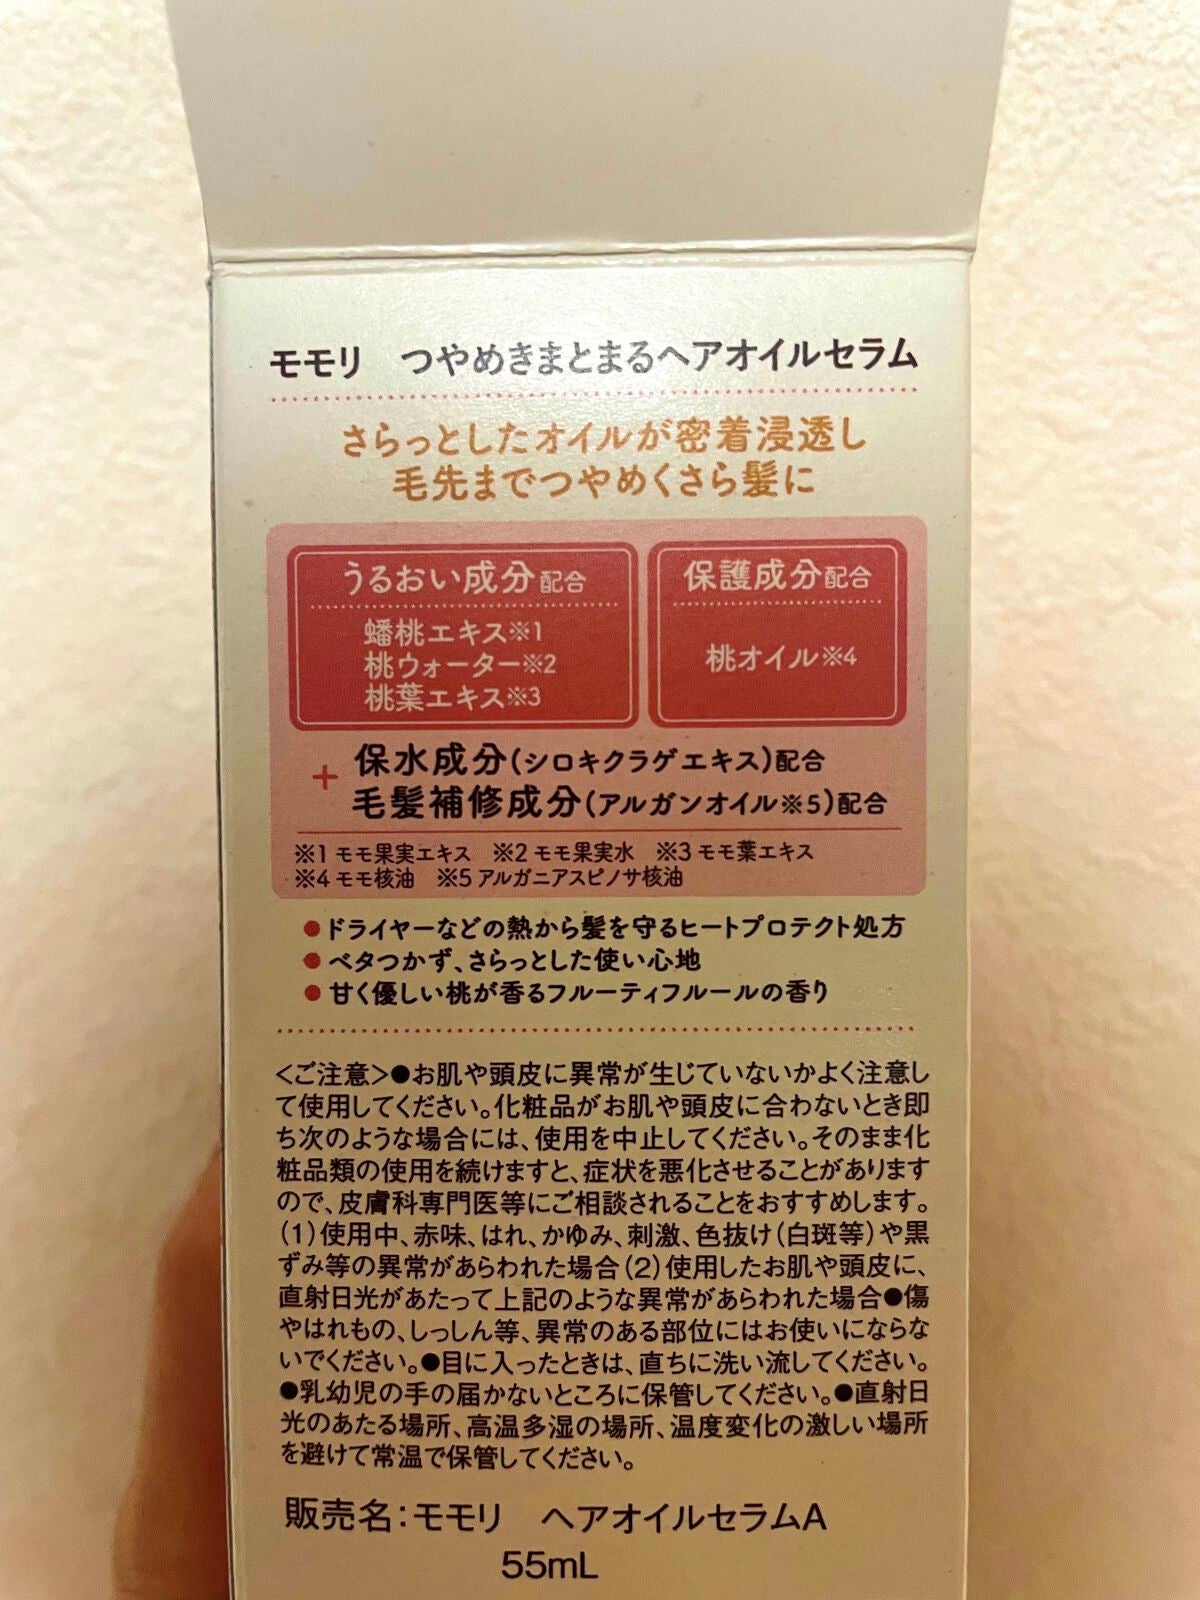 モモリ　つやめきまとまるヘアオイルセラム
さらっとしたオイルが密着浸透し
毛先までつやめくさら髪に
うるおい成分配合
蟠桃エキス※1
桃ウォーター※2
桃葉エキス※3
保護成分配合
桃オイル※4
+ 保水成分(シロキクラゲエキス)配合
毛髪補修成分(アルガンオイル※5)配合
※1 モモ果実エキス　※2 モモ果実水　※3 モモ葉エキス
※4 モモ核油　※5 アルガニアスピノサ核油
●ドライヤーなどの熱から髪を守るヒートプロテクト処方
●ベタつかず、さらっとした使い心地
●甘く優しい桃が香るフルーティフルールの香り
<ご注意>●お肌や頭皮に異常が生じていないかよく注意し
て使用してください。化粧品がお肌や頭皮に合わないとき即
ち次のような場合には、使用を中止してください。そのまま化
粧品類の使用を続けますと、症状を悪化させることがあります
ので、皮膚科専門医等にご相談されることをおすすめします。
(1)使用中、赤味、はれ、かゆみ、刺激、色抜け(白斑等)や黒
ずみ等の異常があらわれた場合(2)使用したお肌や頭皮に、
直射日光があたって上記のような異常があらわれた場合●傷
やはれもの、しっしん等、異常のある部位にはお使いにならな
いでください。●目に入ったときは、直ちに洗い流してください。
●乳幼児の手の届かないところに保管してください。●直射日
光のあたる場所、高温多湿の場所、温度変化の激しい場所
を避けて常温で保管してください。
販売名：モモリ　ヘアオイルセラムA
55mL